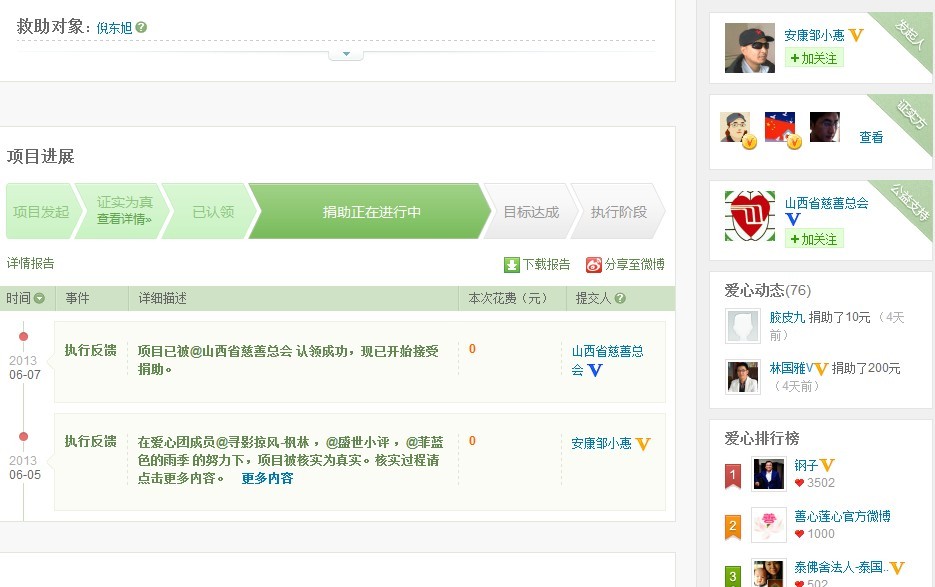 救助对象：倪东旭
项目进展
项目发起
证实为真
查看详情»
已认领
捐助正在进行中
目标达成
执行阶段
详情报告
下载报告
分享至微博
时间
事件
详细描述
本次花费（元）
提交人
2013
06-07
执行反馈
项目已被@山西省慈善总会 认领成功，现已开始接受
捐助。
0
山西省慈善总
会
2013
06-05
执行反馈
在爱心团成员@寻影掠风-枫林 ，@盛世小评 ，@菲蓝
色的雨季 的努力下，项目被核实为真实。核实过程请
点击更多内容。 更多内容
0
安康邹小惠
发起人
安康邹小惠
+加关注
证实方
查看
公益支持
山西省慈善总会
+加关注
爱心动态(76)
胶皮九 捐助了10元（4天
前）
林国雅V 捐助了200元
（4天前）
爱心排行榜
1
钢子
3502
2
善心莲心官方微博
1000
3
泰佛舍法人-泰国..
502